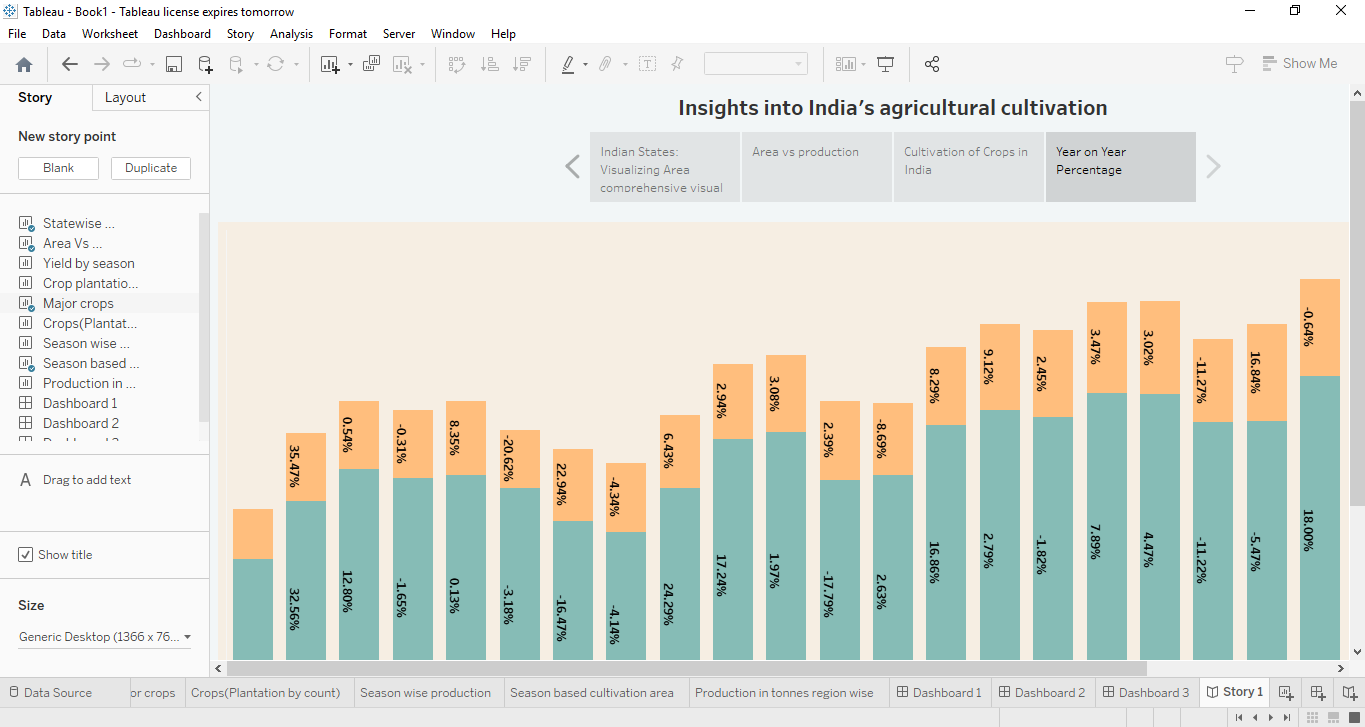 Tableau - Book1 - Tableau license expires tomorrow
File Data Worksheet Dashboard Story Analysis Format Server Window Help
Show Me
Story Layout
New story point
Blank Duplicate
Statewise ...
Area Vs ...
Yield by season
Crop plantatio...
Major crops
Crops(Plantat...
Season wise ...
Season based ...
Production in ...
Dashboard 1
Dashboard 2
A Drag to add text
Show title
Size
Generic Desktop (1366 x 76...
Insights into India's agricultural cultivation
Indian States:
Visualizing Area
comprehensive visual
Area vs production
Cultivation of Crops in
India
Year on Year
Percentage
35.47%
32.56%
0.54%
12.80%
-0.31%
-1.65%
8.35%
0.13%
-20.62%
-3.18%
22.94%
-16.47%
-4.34%
-4.14%
6.43%
24.29%
2.94%
17.24%
3.08%
1.97%
2.39%
-17.79%
-8.69%
2.63%
8.29%
16.86%
9.12%
2.79%
2.45%
-1.82%
3.47%
7.89%
3.02%
4.47%
-11.27%
-11.22%
16.84%
-5.47%
-0.64%
18.00%
Data Source or crops Crops(Plantation by count) Season wise production Season based cultivation area Production in tonnes region wise Dashboard 1 Dashboard 2 Dashboard 3 Story 1